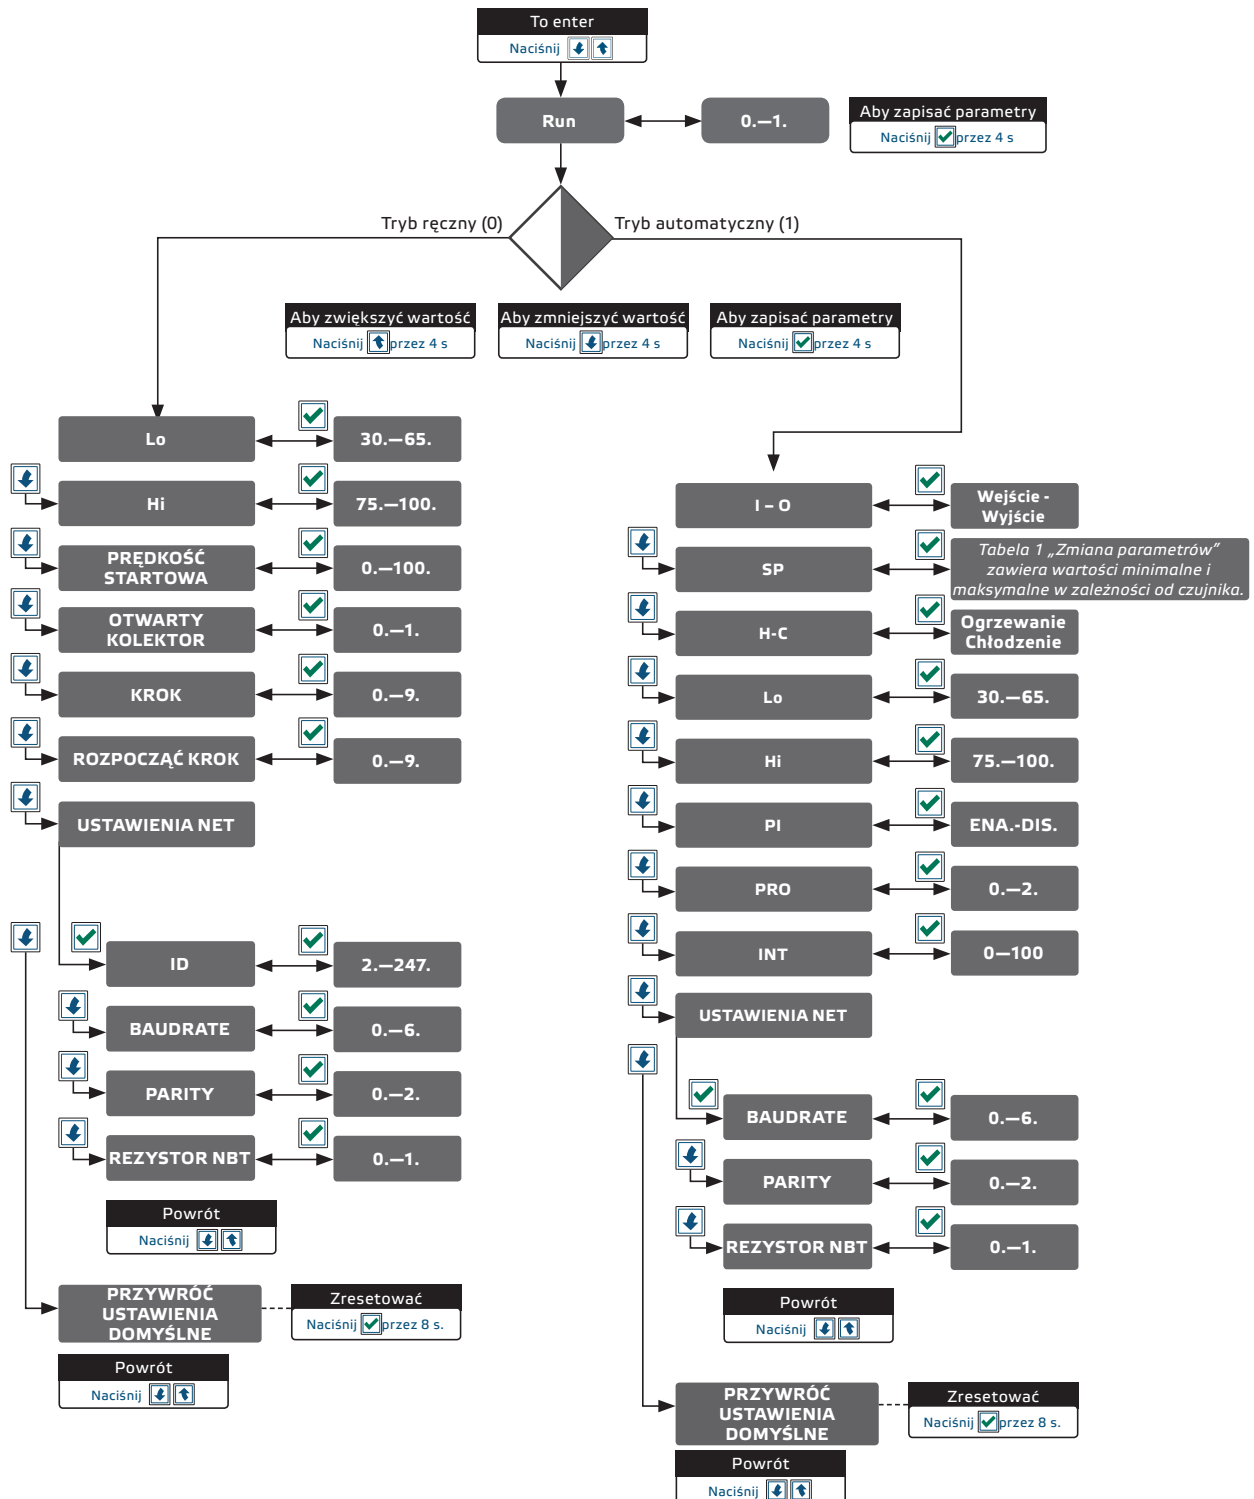 To enter
Naciśnij
Run
0.—1.
Aby zapisać parametry
Naciśnij przez 4 s
Tryb ręczny (0)
Tryb automatyczny (1)
Aby zwiększyć wartość
Naciśnij przez 4 s
Aby zmniejszyć wartość
Naciśnij przez 4 s
Aby zapisać parametry
Naciśnij przez 4 s
Lo
30.—65.
Hi
75.—100.
PRĘDKOŚĆ
STARTOWA
0.—100.
OTWARTY
KOLEKTOR
0.—1.
KROK
0.—9.
ROZPOCZĄĆ KROK
0.—9.
USTAWIENIA NET
ID
2.—247.
BAUDRATE
0.—6.
PARITY
0.—2.
REZYSTOR NBT
0.—1.
Powrót
Naciśnij
PRZYWRÓĆ
USTAWIENIA
DOMYŚLNE
Zresetować
Naciśnij przez 8 s.
Powrót
Naciśnij
I – O
Wejście -
Wyjście
SP
Tabela 1 „Zmiana parametrów”
zawiera wartości minimalne i
maksymalne w zależności od czujnika.
H-C
Ogrzewanie
Chłodzenie
Lo
30.—65.
Hi
75.—100.
PI
ENA.-DIS.
PRO
0.—2.
INT
0—100
USTAWIENIA NET
BAUDRATE
0.—6.
PARITY
0.—2.
REZYSTOR NBT
0.—1.
Powrót
Naciśnij
PRZYWRÓĆ
USTAWIENIA
DOMYŚLNE
Zresetować
Naciśnij przez 8 s.
Powrót
Naciśnij